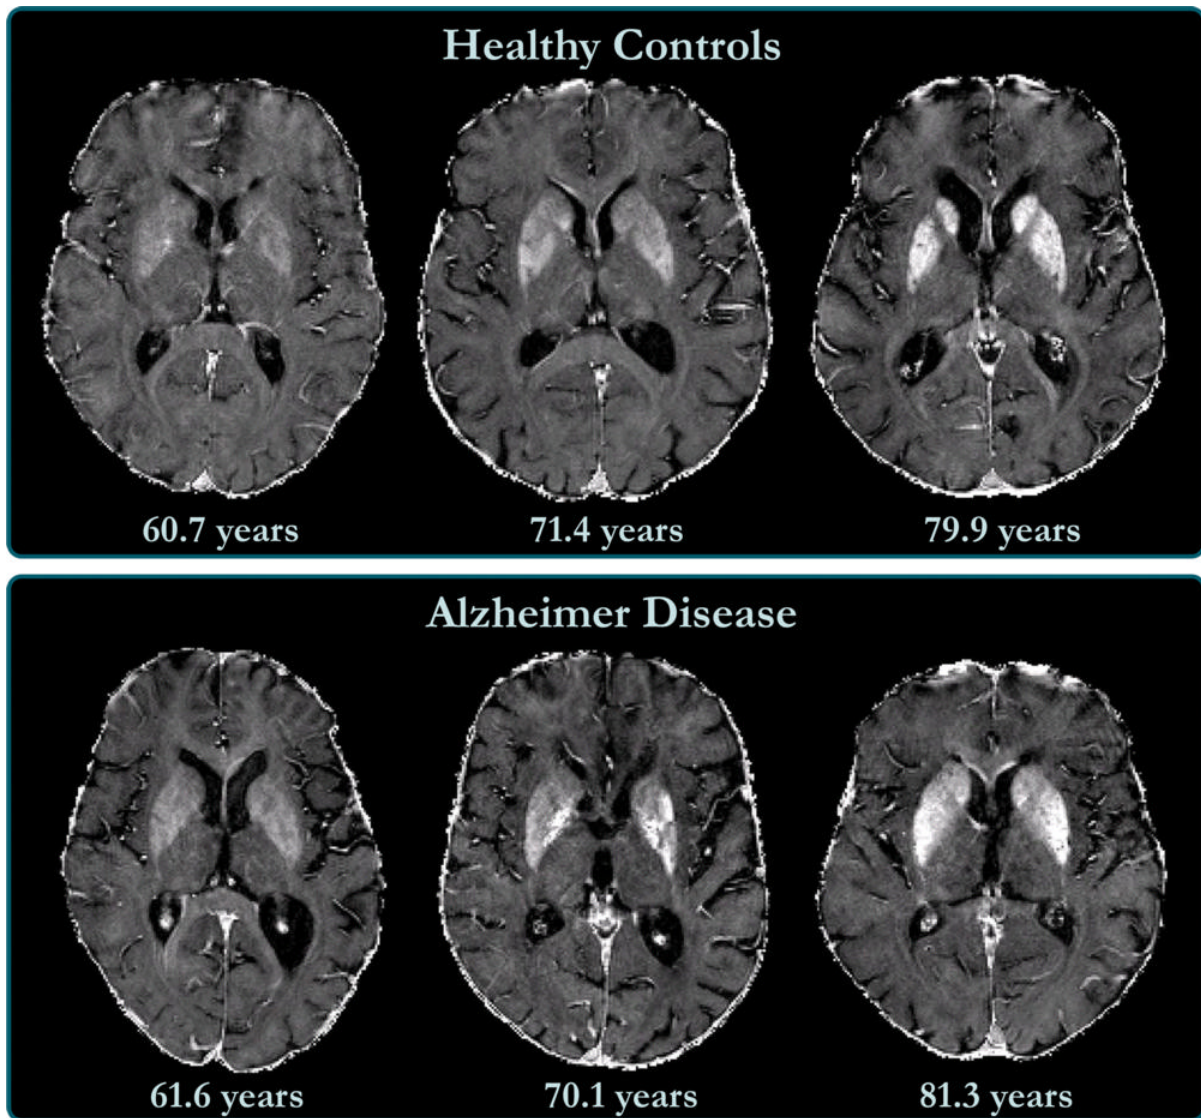 Healthy Controls
60.7 years
71.4 years
79.9 years
Alzheimer Disease
61.6 years
70.1 years
81.3 years